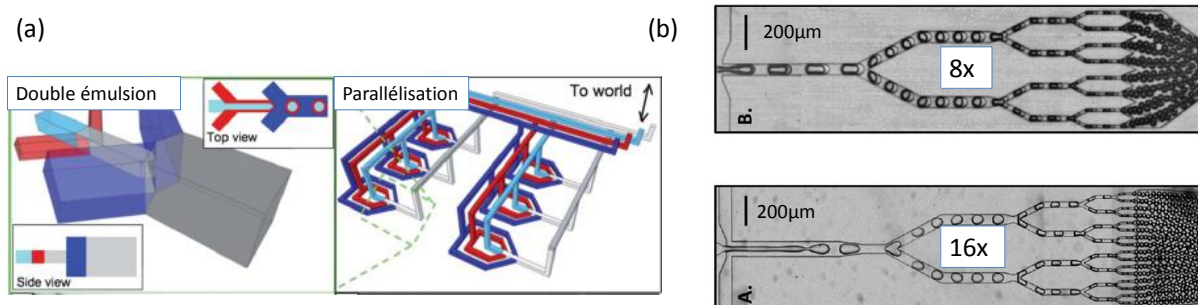 (a)
Double émulsion
Top view
Side view
Parallélisation
To world
(b)
200µm
8x
B.
200µm
16x
A.